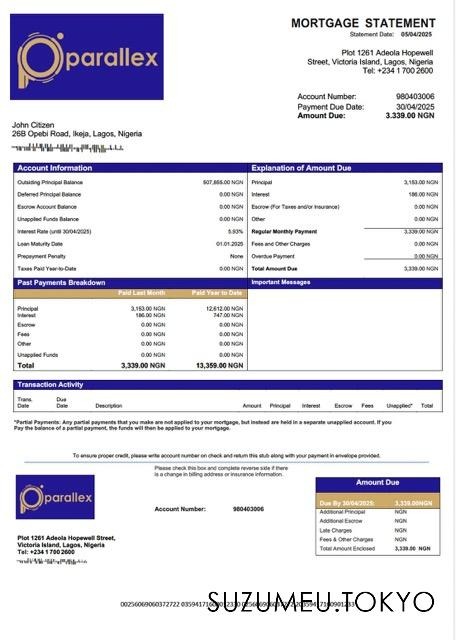 parallex
MORTGAGE STATEMENT
Statement Date: 05/04/2025
Plot 1261 Adeola Hopewell
Street, Victoria Island, Lagos, Nigeria
Tel: +234 1 700 2600
Account Number: 980403006
Payment Due Date: 30/04/2025
Amount Due: 3.339.00 NGN
John Citizen
26B Opebi Road, Ikeja, Lagos, Nigeria
Account Information
Outsiding Principal Balance 507,655.00 NGN
Deferred Principal Balance 0.00 NGN
Escrow Account Balance 0.00 NGN
Unapplied Funds Balance 0.00 NGN
Interest Rate (until 30/04/2025) 5.93%
Loan Maturity Date 01.01.2025
Prepayment Penalty None
Taxes Paid Year-to-Date 0.00 NGN
Explanation of Amount Due
Principal 3,153.00 NGN
Interest 186.00 NGN
Escrow (For Taxes and/or Insurance) 0.00 NGN
Other 0.00 NGN
Regular Monthly Payment 3,339.00 NGN
Fees and Other Charges 0.00 NGN
Overdue Payment 0.00 NGN
Total Amount Due 3,339.00 NGN
Past Payments Breakdown
Paid Last Month Paid Year to Date
Principal 3,153.00 NGN 12,612.00 NGN
Interest 186.00 NGN 747.00 NGN
Escrow 0.00 NGN 0.00 NGN
Fees 0.00 NGN 0.00 NGN
Other 0.00 NGN 0.00 NGN
Unapplied Funds 0.00 NGN 0.00 NGN
Total 3,339.00 NGN 13,359.00 NGN
Important Messages
Transaction Activity
Trans. Date Due Date Description Amount Principal Interest Escrow Fees Unapplied* Total
*Partial Payments: Any partial payments that you make are not applied to your mortgage, but instead are held in a separate unapplied account. If you
Pay the balance of a partial payment, the funds will then be applied to your mortgage.
To ensure proper credit, please write account number on check and return this stub along with payment in envelope provided.
Please check this box and complete reverse side if there
is a change in billing address or insurance information.
parallex
Account Number: 980403006
Plot 1261 Adeola Hopewell Street,
Victoria Island, Lagos, Nigeria
Tel: +234 1 700 2600
Amount Due
Due By 30/04/2025: 3,339.00NGN
Additional Principal NGN
Additional Escrow NGN
Late Charges NGN
Fees & Other Charges NGN
Total Amount Enclosed 3,339.00 NGN
SUZUMEU.TOKYO